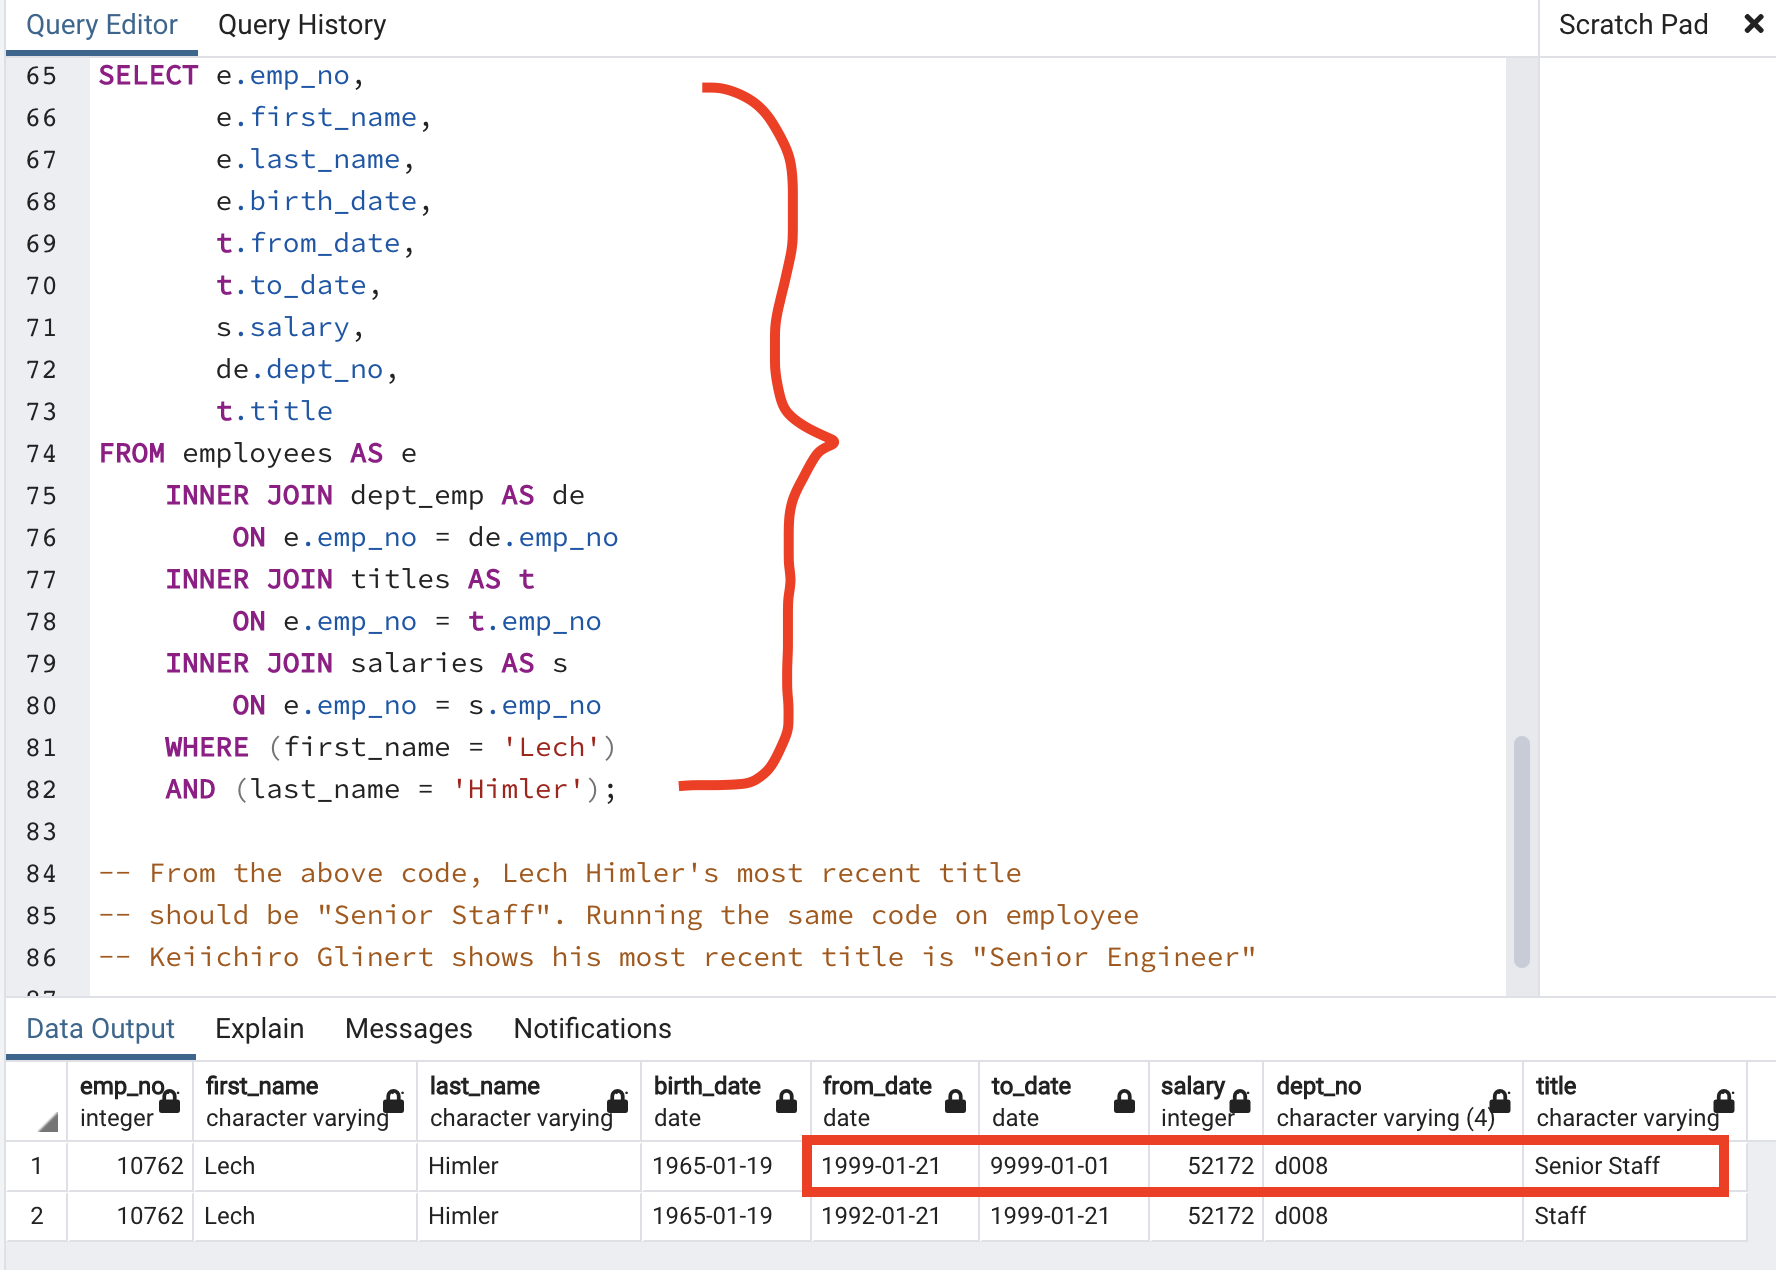 Query Editor Query History Scratch Pad
65 SELECT e.emp_no,
66 e.first_name,
67 e.last_name,
68 e.birth_date,
69 t.from_date,
70 t.to_date,
71 s.salary,
72 de.dept_no,
73 t.title
74 FROM employees AS e
75 INNER JOIN dept_emp AS de
76 ON e.emp_no = de.emp_no
77 INNER JOIN titles AS t
78 ON e.emp_no = t.emp_no
79 INNER JOIN salaries AS s
80 ON e.emp_no = s.emp_no
81 WHERE (first_name = 'Lech')
82 AND (last_name = 'Himler');
83
84 -- From the above code, Lech Himler's most recent title
85 -- should be "Senior Staff". Running the same code on employee
86 -- Keiichiro Glinert shows his most recent title is "Senior Engineer"
87
Data Output Explain Messages Notifications
emp_no first_name last_name birth_date from_date to_date salary dept_no title
integer character varying character varying date date date integer character varying (4) character varying
1 10762 Lech Himler 1965-01-19 1999-01-21 9999-01-01 52172 d008 Senior Staff
2 10762 Lech Himler 1965-01-19 1992-01-21 1999-01-21 52172 d008 Staff